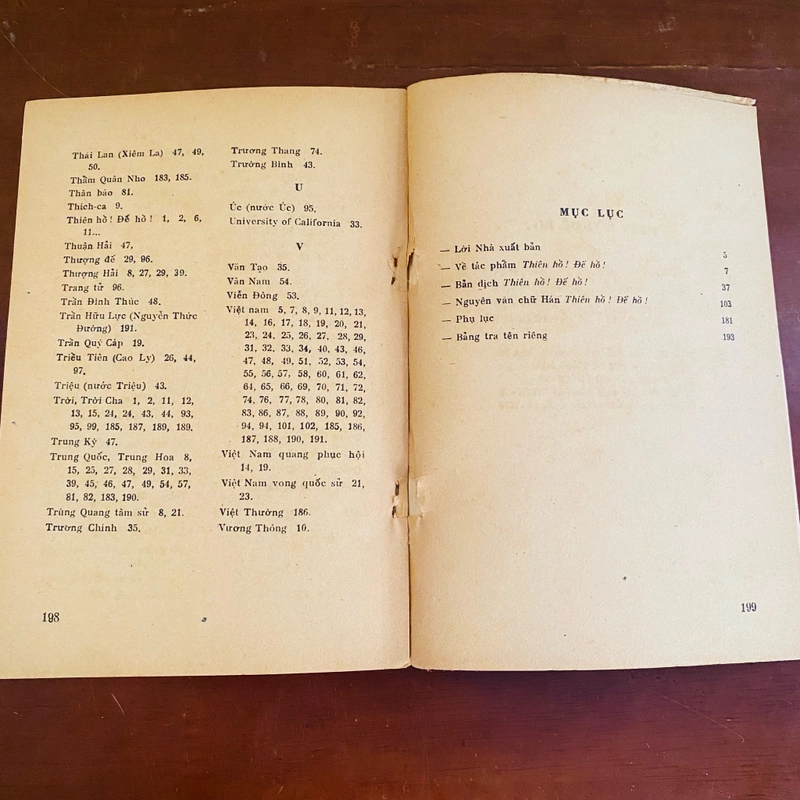 Thái Lan (Xiêm La) 47, 49,
50.
Thẩm Quân Nho 183, 185.
Thân báo 81.
Thích-ca 9.
Thiên hồ! Đế hồ! 1, 2, 6,
11...
Thuận Hải 47.
Thượng đế 29, 96.
Thượng Hải 8, 27, 29, 39.
Trang tử 96.
Trần Đình Thúc 48.
Trần Hữu Lực (Nguyễn Thức
Đường) 191.
Trần Quý Cáp 19.
Triều Tiên (Cao Ly) 26, 44,
97.
Triệu (nước Triệu) 43.
Trời, Trời Cha 1, 2, 11, 12,
13, 15, 24, 24, 43, 44, 93,
95, 99, 185, 187, 189, 189.
Trung Kỳ 47.
Trung Quốc, Trung Hoa 8,
15, 25, 27, 28, 29, 31, 33,
39, 45, 46, 47, 49, 54, 57,
81, 82, 183, 190.
Trùng Quang tâm sử 8, 21.
Trường Chinh 35.
198
Trương Thang 74.
Trướng Bình 43.
U
Úc (nước Úc) 95.
University of California 33.
V
Văn Tạo 35.
Vân Nam 54.
Viễn Đông 53.
Việt nam 5, 7, 8, 9, 11, 12, 13,
14, 16, 17, 18, 19, 20, 21,
23, 24, 25, 26, 27, 28, 29,
31, 32, 33, 34, 40, 43, 46,
47, 48, 49, 51, 52, 53, 54,
55, 56, 57, 58, 60, 61, 62,
64, 65, 66, 69, 70, 71, 72,
74, 76, 77, 78, 80, 81, 82,
83, 86, 87, 88, 89, 90, 92,
94, 94, 101, 102, 185, 186,
187, 188, 190, 191.
Việt Nam quang phục hội
14, 19.
Việt Nam vong quốc sử 21,
23.
Việt Thường 186.
Vương Thông 10.
MỤC LỤC
— Lời Nhà xuất bản 5
— Về tác phẩm Thiên hồ! Đế hồ! 7
— Bản dịch Thiên hồ! Đế hồ! 37
— Nguyên văn chữ Hán Thiên hồ! Đế hồ! 103
— Phụ lục 181
— Bảng tra tên riêng 193
199